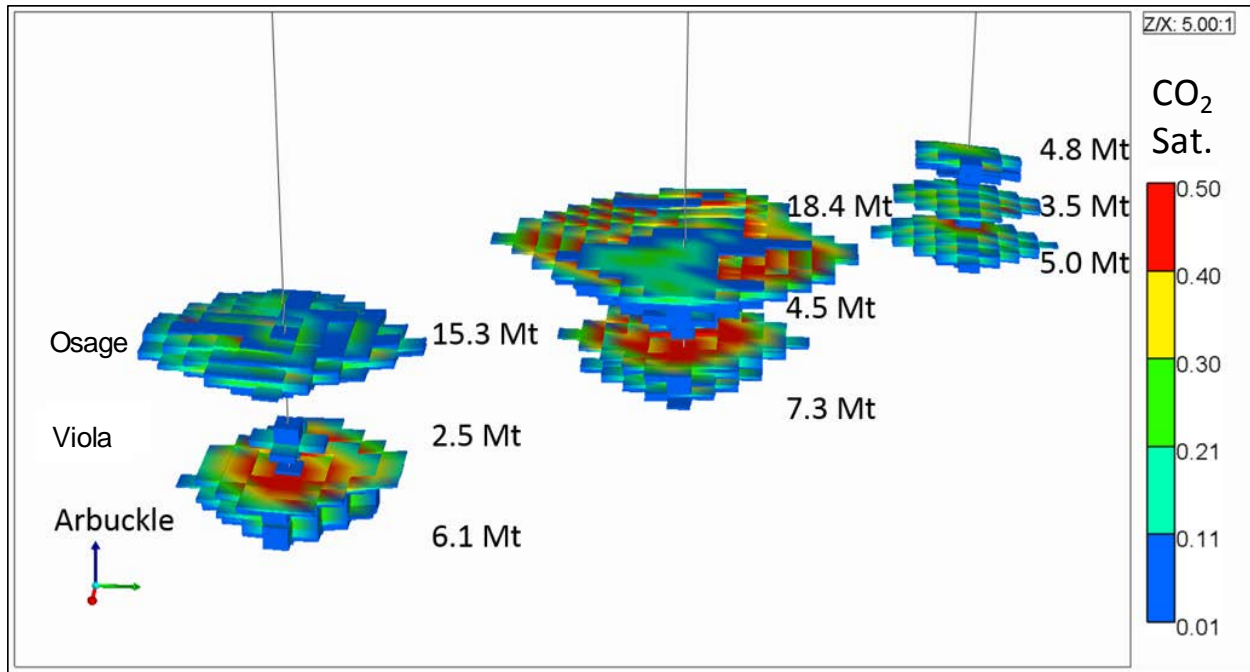 Z/X: 5.00:1
CO₂
Sat.
0.50
0.40
0.30
0.21
0.11
0.01
4.8 Mt
3.5 Mt
5.0 Mt
18.4 Mt
4.5 Mt
7.3 Mt
Osage
15.3 Mt
Viola
2.5 Mt
Arbuckle
6.1 Mt